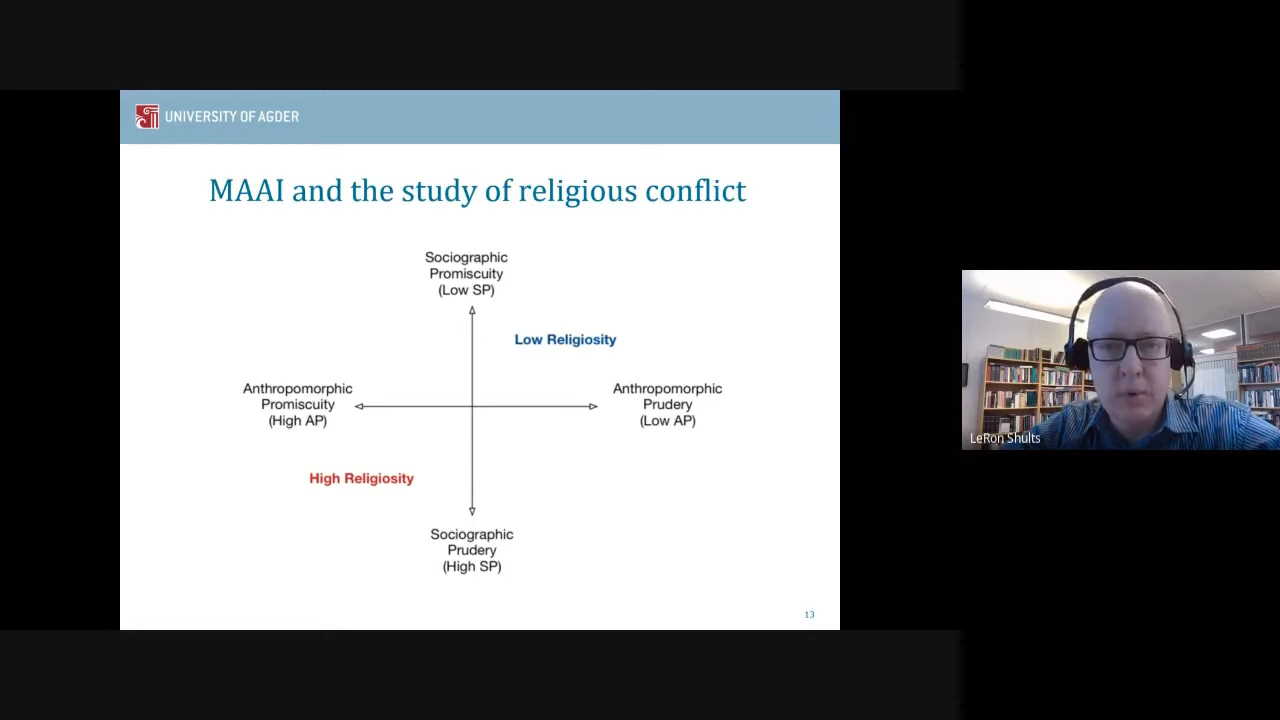 UNIVERSITY OF AGDER
MAAI and the study of religious conflict
Sociographic
Promiscuity
(Low SP)
Low Religiosity
Anthropomorphic
Promiscuity
(High AP)
Anthropomorphic
Prudery
(Low AP)
High Religiosity
Sociographic
Prudery
(High SP)
13
LeRon Shults